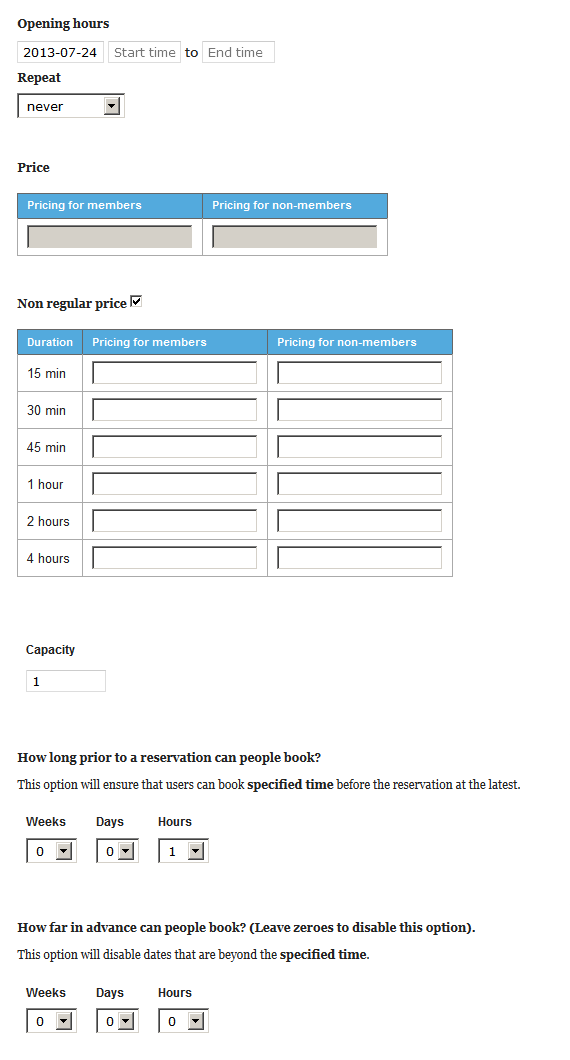 Opening hours
2013-07-24 Start time to End time
Repeat
never
Price
Pricing for members Pricing for non-members
Non regular price
Duration Pricing for members Pricing for non-members
15 min
30 min
45 min
1 hour
2 hours
4 hours
Capacity
1
How long prior to a reservation can people book?
This option will ensure that users can book specified time before the reservation at the latest.
Weeks Days Hours
0 0 1
How far in advance can people book? (Leave zeroes to disable this option).
This option will disable dates that are beyond the specified time.
Weeks Days Hours
0 0 0